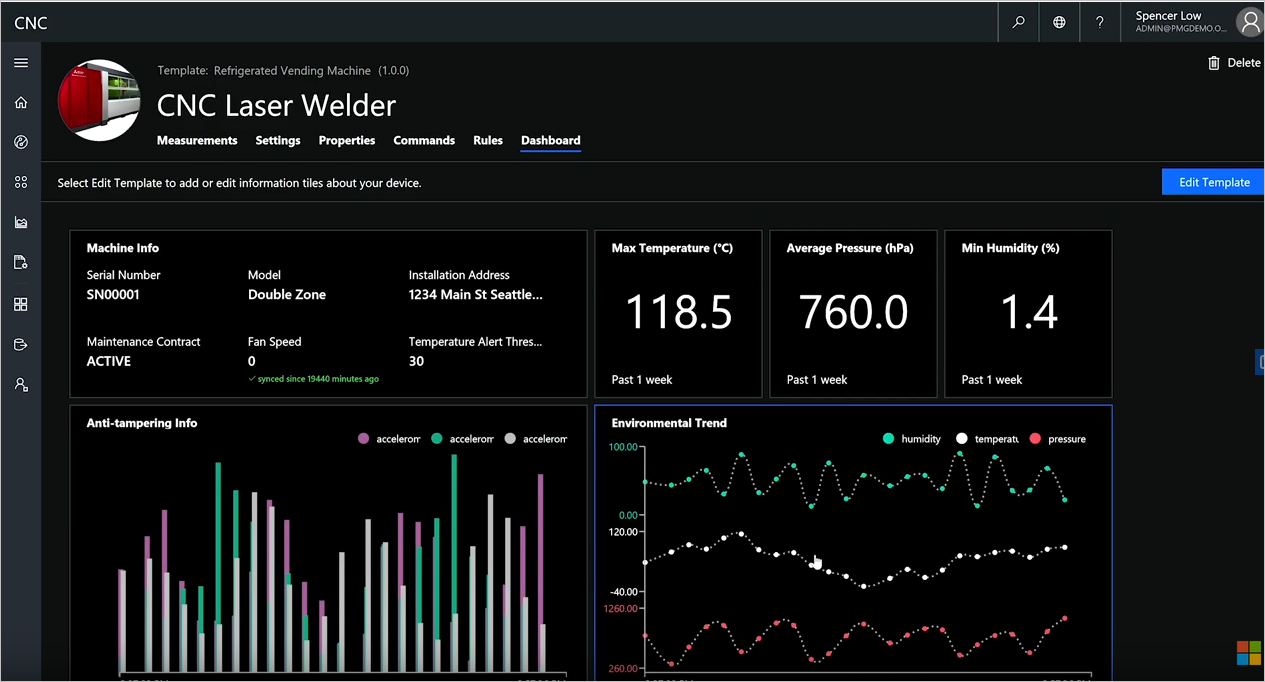 CNC
?
Spencer Low
ADMIN@PMGDEMO.O...
Template: Refrigerated Vending Machine (1.0.0)
Delete
CNC Laser Welder
Measurements Settings Properties Commands Rules Dashboard
Select Edit Template to add or edit information tiles about your device.
Edit Template
Machine Info
Serial Number Model Installation Address
SN00001 Double Zone 1234 Main St Seattle...
Maintenance Contract Fan Speed Temperature Alert Thres...
ACTIVE 0 30
✓ synced since 19440 minutes ago
Max Temperature (°C)
118.5
Past 1 week
Average Pressure (hPa)
760.0
Past 1 week
Min Humidity (%)
1.4
Past 1 week
Anti-tampering Info
accelerom accelerom accelerom
Environmental Trend
humidity temperatu pressure
100.00
0.00
120.00
-40.00
1260.00
260.00